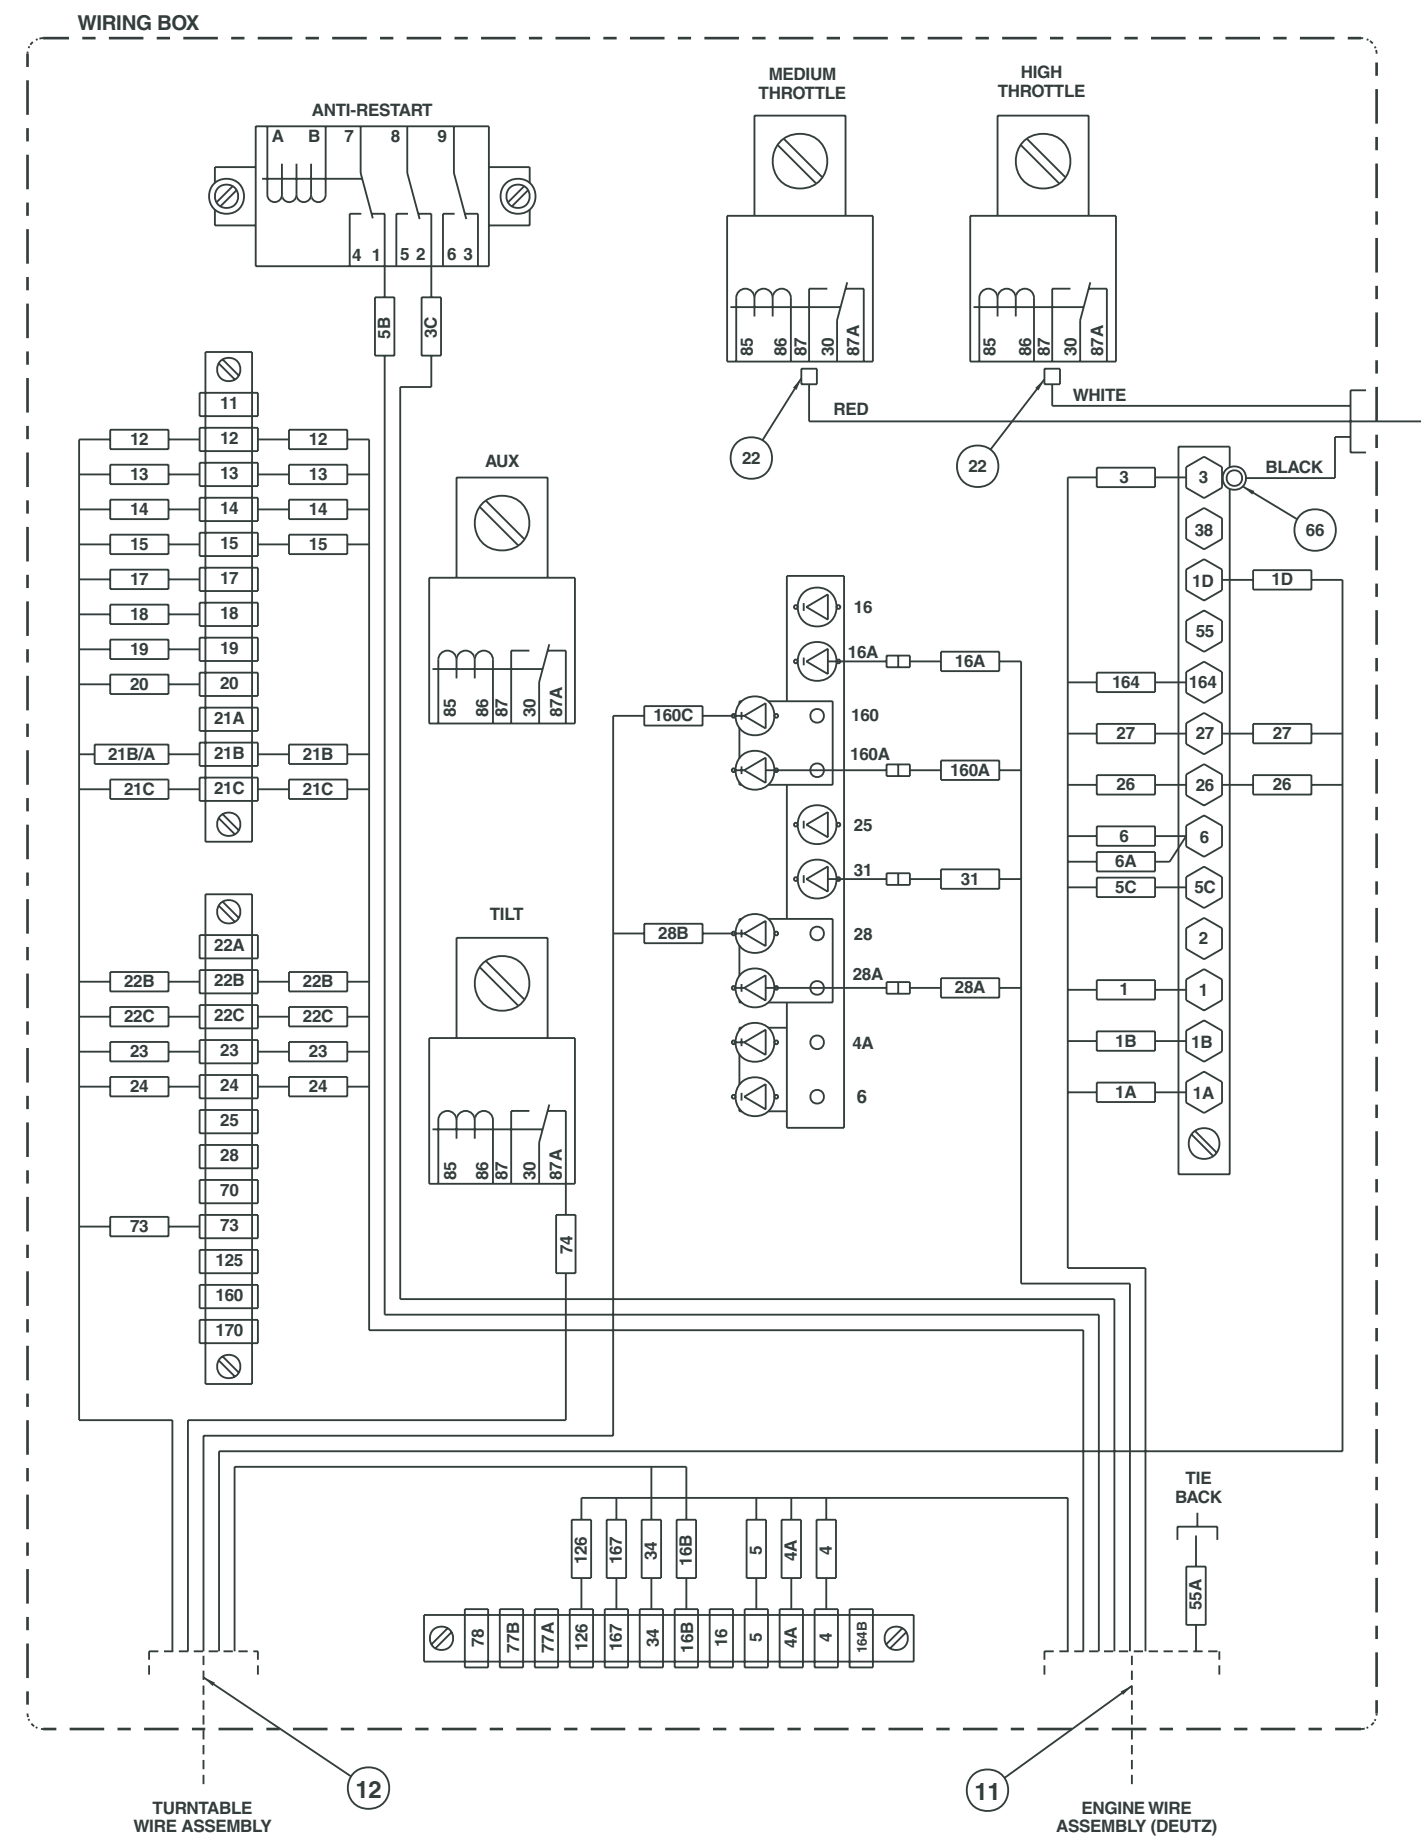 WIRING BOX
ANTI-RESTART
A B 7 8 9
4 1 5 2 6 3
5B
3C
MEDIUM
THROTTLE
85 86 87 30 87A
HIGH
THROTTLE
85 86 87 30 87A
22
RED
22
WHITE
BLACK
66
11
12 12 12
13 13 13
14 14 14
15 15 15
17 17
18 18
19 19
20 20
21A
21B/A 21B 21B
21C 21C 21C
22A
22B 22B 22B
22C 22C 22C
23 23 23
24 24 24
25
28
70
73 73
125
160
170
AUX
85 86 87 30 87A
TILT
85 86 87 30 87A
74
16
16A 16A
160C 160
160A 160A
25
31 31
28B 28
28A 28A
4A
6
3 3
38
1D 1D
55
164 164
27 27 27
26 26 26
6 6
6A
5C 5C
2
1 1
1B 1B
1A 1A
126 167 34 16B 5 4A 4
78 77B 77A 126 167 34 16B 16 5 4A 4 164B
TIE
BACK
55A
12
TURNTABLE
WIRE ASSEMBLY
11
ENGINE WIRE
ASSEMBLY (DEUTZ)